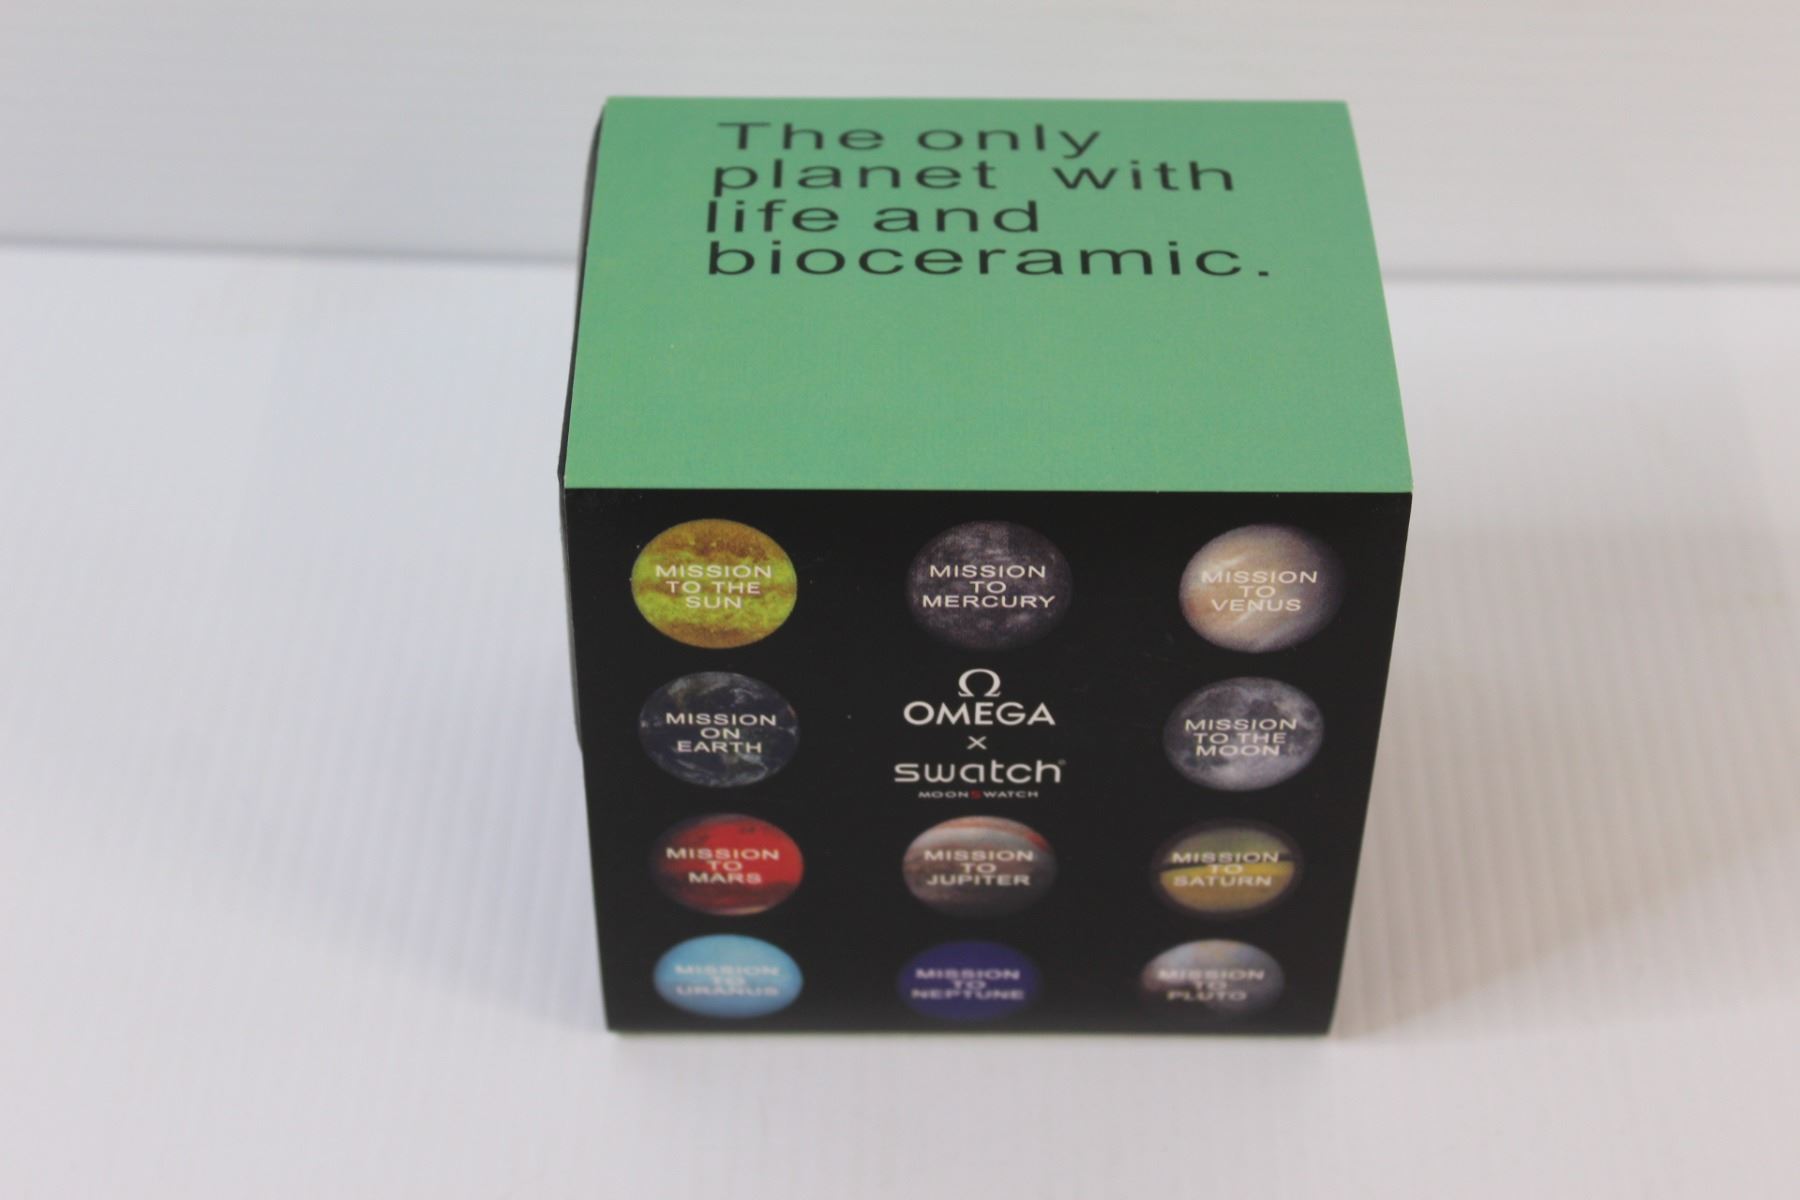 The only
planet with
life and
bioceramic.
MISSION
TO THE
SUN
MISSION
TO
MERCURY
MISSION
TO
VENUS
MISSION
ON
EARTH
Ω
OMEGA
x
swatch®
MOONSWATCH
MISSION
TO THE
MOON
MISSION
TO
MARS
MISSION
TO
JUPITER
MISSION
TO
SATURN
MISSION
TO
URANUS
MISSION
TO
NEPTUNE
MISSION
TO
PLUTO